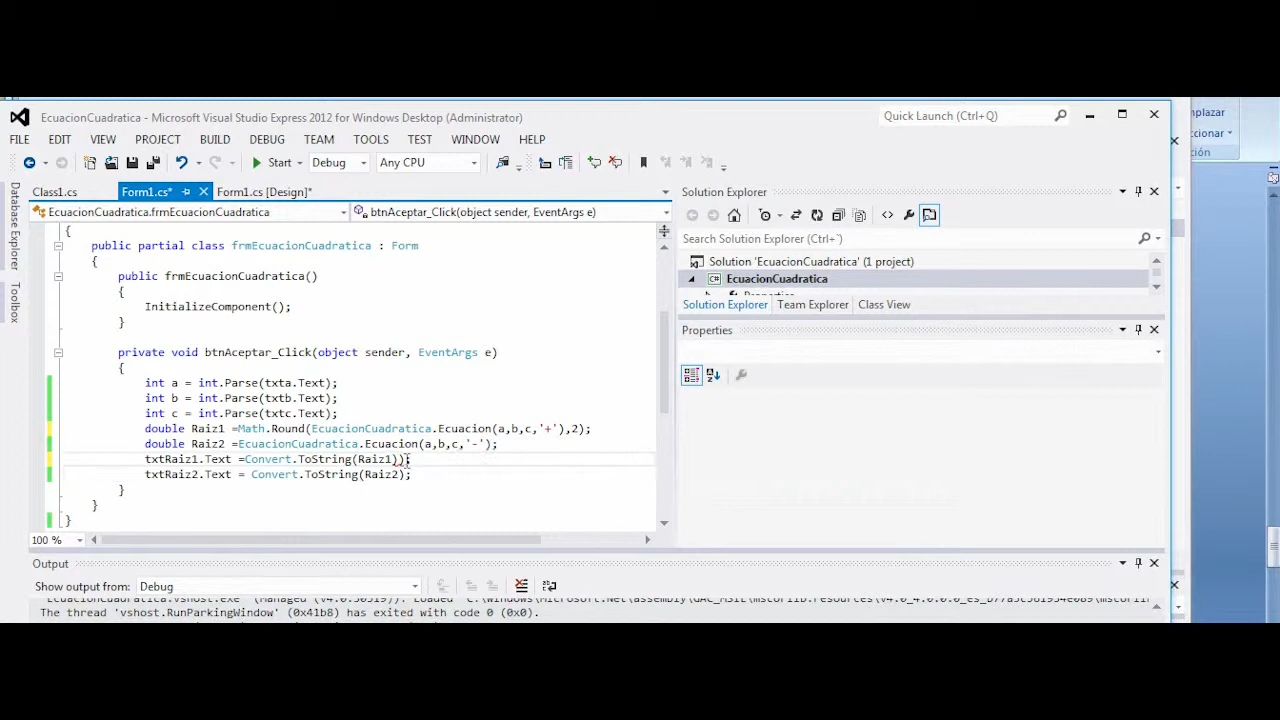 mplazar
EcuacionCuadratica - Microsoft Visual Studio Express 2012 for Windows Desktop (Administrator)
Quick Launch (Ctrl+Q)
ccionar
ción
FILE EDIT VIEW PROJECT BUILD DEBUG TEAM TOOLS TEST WINDOW HELP
Start Debug Any CPU
Database Explorer
Toolbox
Class1.cs Form1.cs* Form1.cs [Design]*
EcuacionCuadratica.frmEcuacionCuadratica btnAceptar_Click(object sender, EventArgs e)
{
public partial class frmEcuacionCuadratica : Form
{
public frmEcuacionCuadratica()
{
InitializeComponent();
}
private void btnAceptar_Click(object sender, EventArgs e)
{
int a = int.Parse(txta.Text);
int b = int.Parse(txtb.Text);
int c = int.Parse(txtc.Text);
double Raiz1 =Math.Round(EcuacionCuadratica.Ecuacion(a,b,c,'+'),2);
double Raiz2 =EcuacionCuadratica.Ecuacion(a,b,c,'-');
txtRaiz1.Text =Convert.ToString(Raiz1));
txtRaiz2.Text = Convert.ToString(Raiz2);
}
}
}
100 %
Solution Explorer
Search Solution Explorer (Ctrl+¨)
Solution 'EcuacionCuadratica' (1 project)
C# EcuacionCuadratica
Solution Explorer Team Explorer Class View
Properties
Output
Show output from: Debug
The thread 'vshost.RunParkingWindow' (0x41b8) has exited with code 0 (0x0).